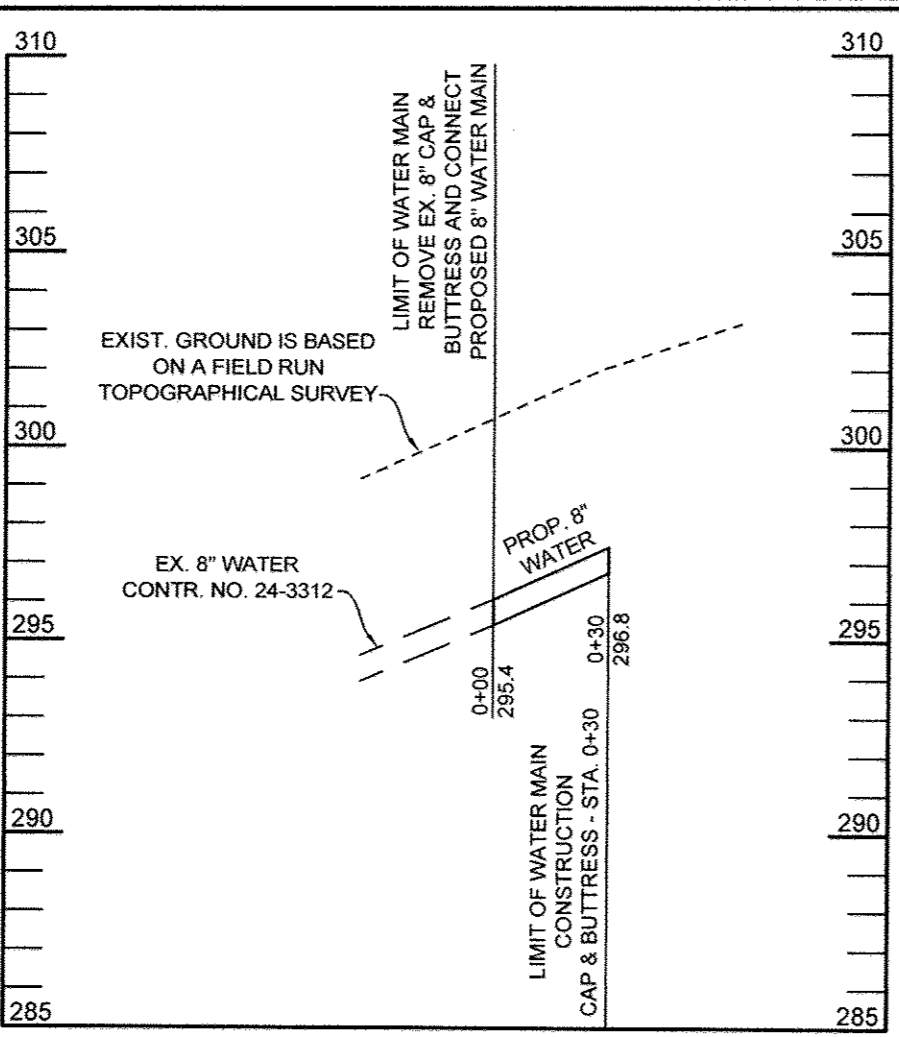 310
310
LIMIT OF WATER MAIN
REMOVE EX. 8" CAP &
BUTTRESS AND CONNECT
PROPOSED 8" WATER MAIN
305
305
EXIST. GROUND IS BASED
ON A FIELD RUN
TOPOGRAPHICAL SURVEY
300
300
PROP. 8"
WATER
EX. 8" WATER
CONTR. NO. 24-3312
295
295
0+00
295.4
0+30
296.8
LIMIT OF WATER MAIN
CONSTRUCTION
CAP & BUTTRESS - STA. 0+30
290
290
285
285